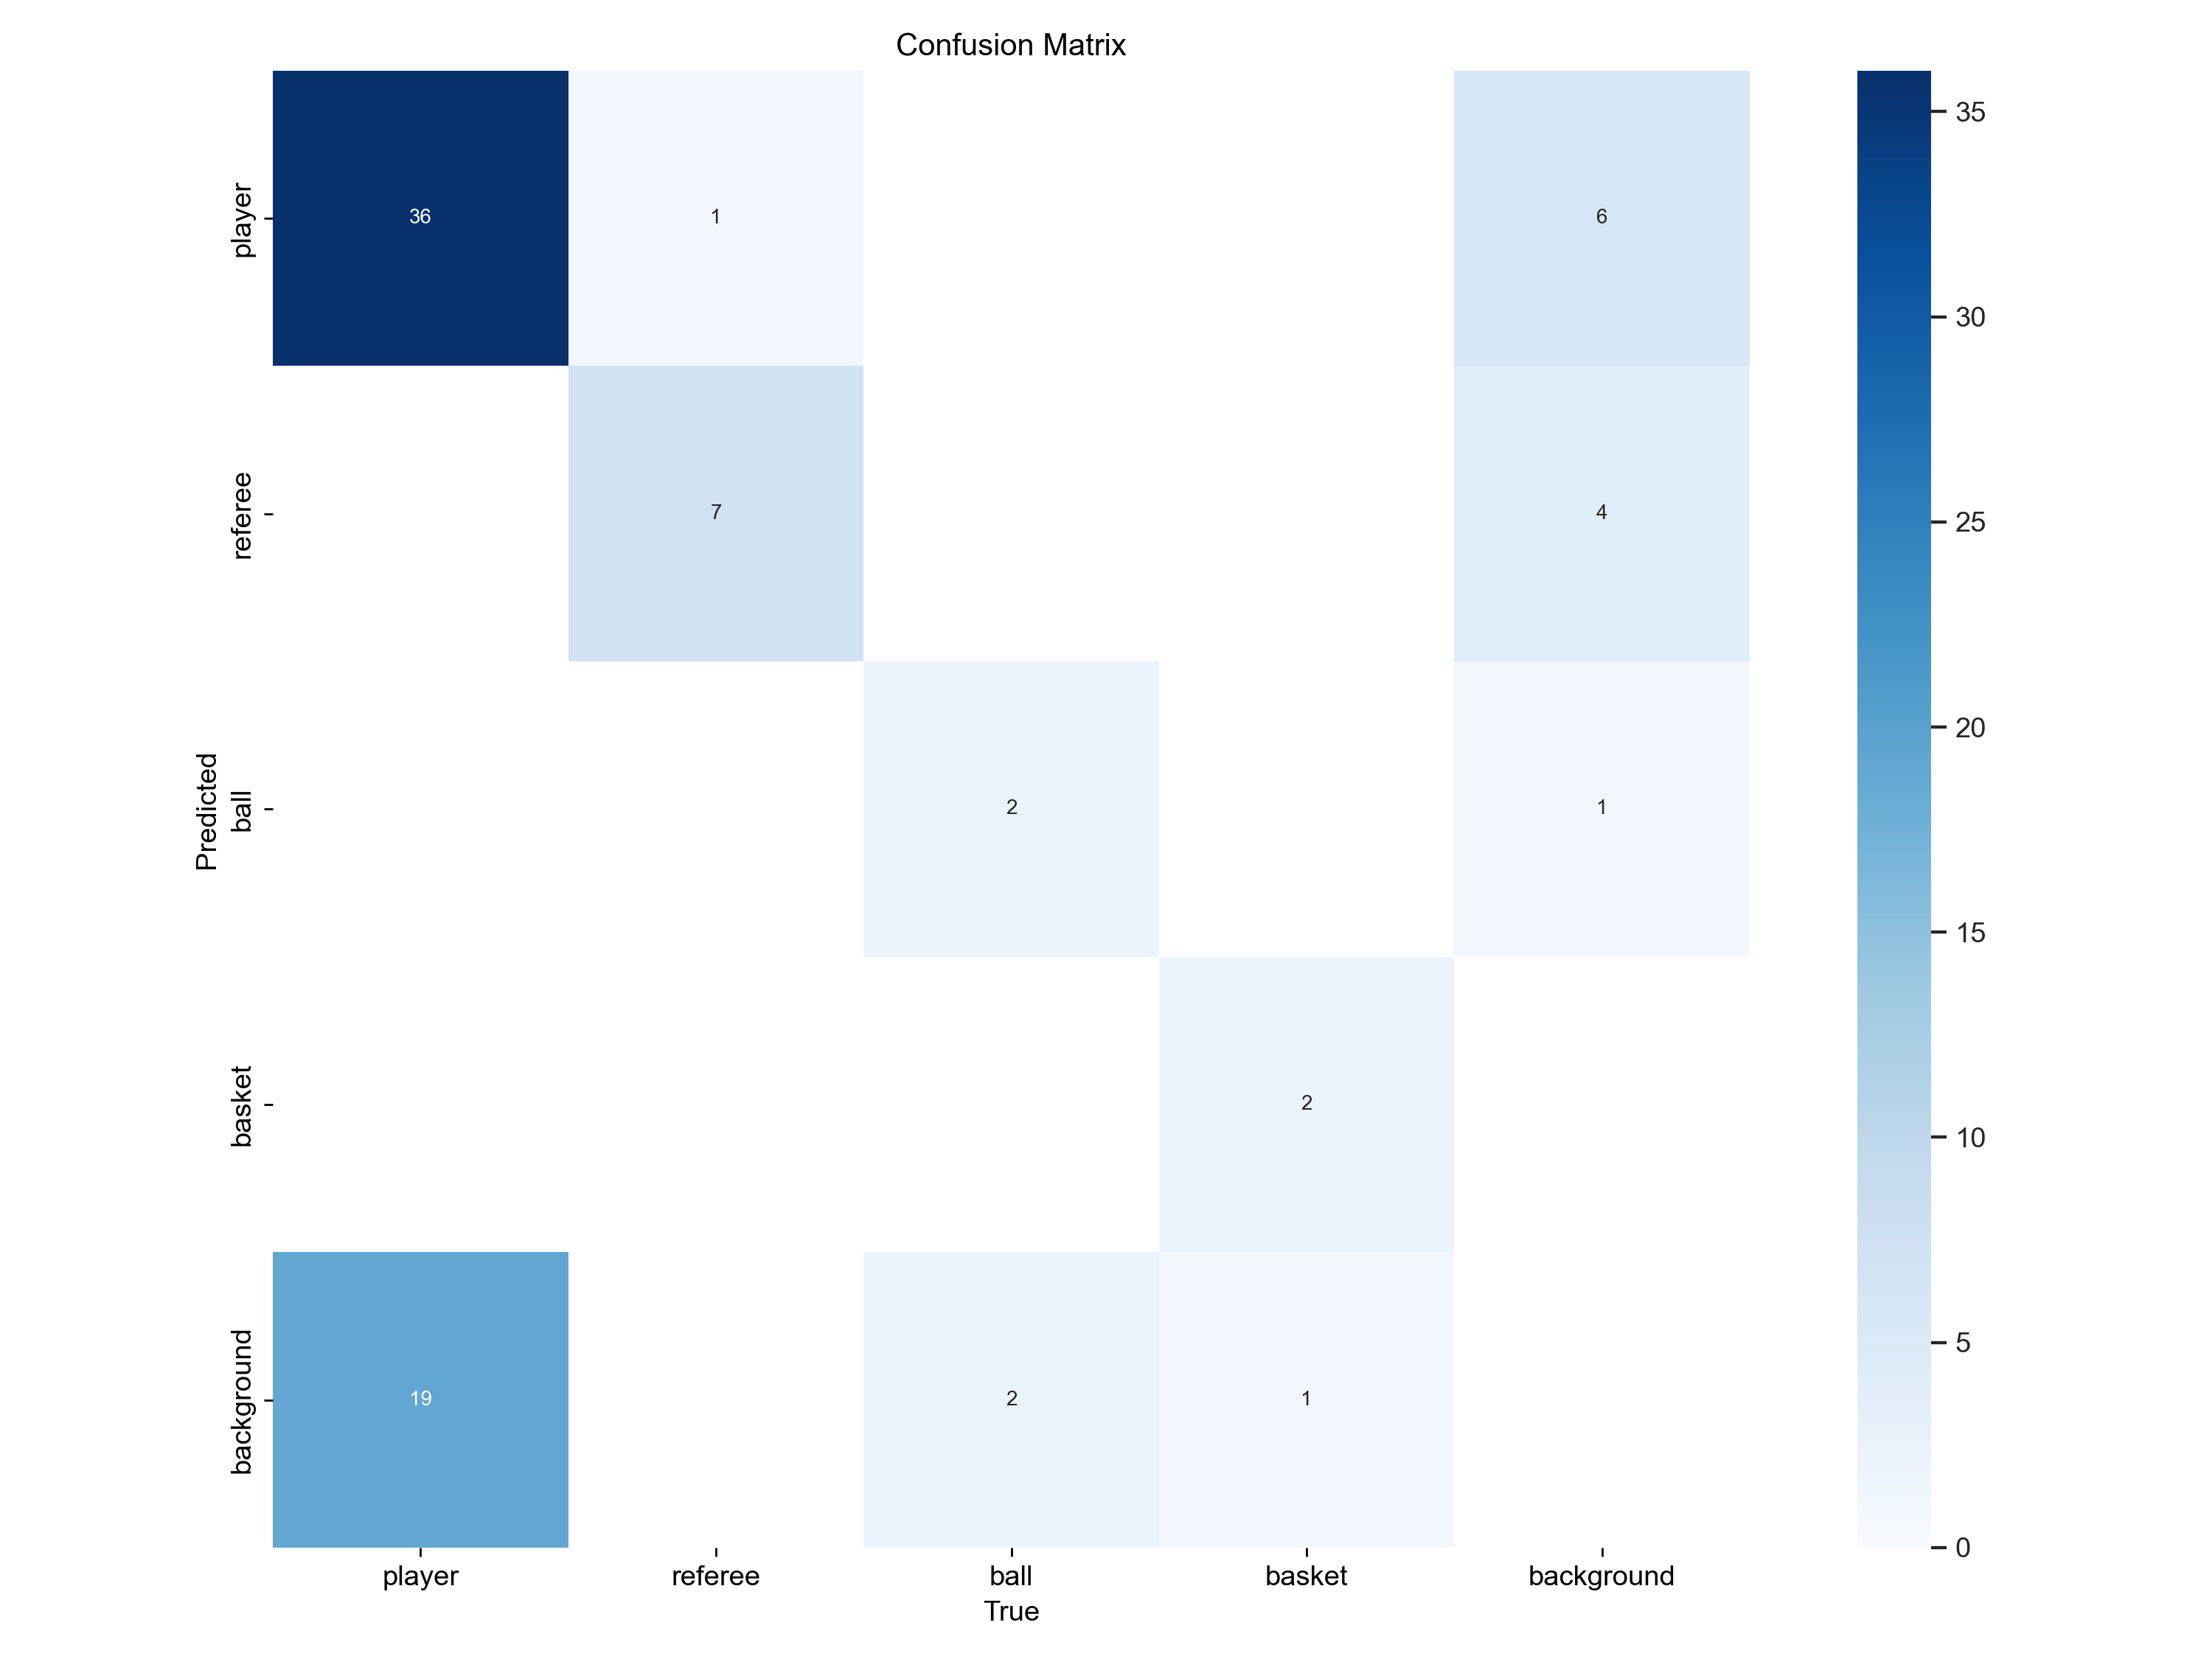 Confusion Matrix
player
36
1
6
35
30
referee
7
4
25
20
Predicted
ball
2
1
15
basket
2
10
background
19
2
1
5
0
player
referee
ball
basket
background
True